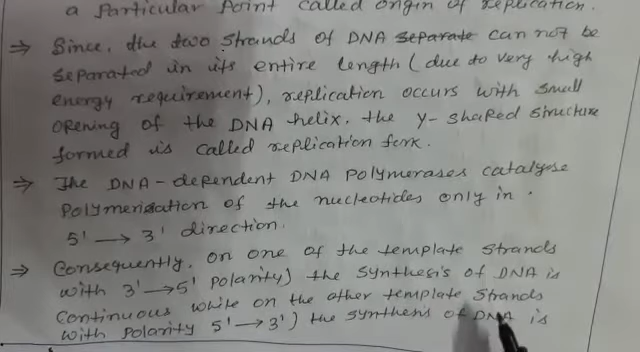 a particular point called origin of replication.
⇒ Since, the two strands of DNA separate can not be
separated in its entire length (due to very high
energy requirement), replication occurs with small
opening of the DNA helix. the Y-shaped structure
formed is called replication fork.
⇒ The DNA-dependent DNA Polymerases catalyse
Polymerisation of the nucleotides only in
5' → 3' direction.
⇒ Consequently, on one of the template strands
with 3' → 5' Polarity) the synthesis of DNA is
continuous while on the other template strands
with Polarity 5' → 3') the synthesis of DNA is